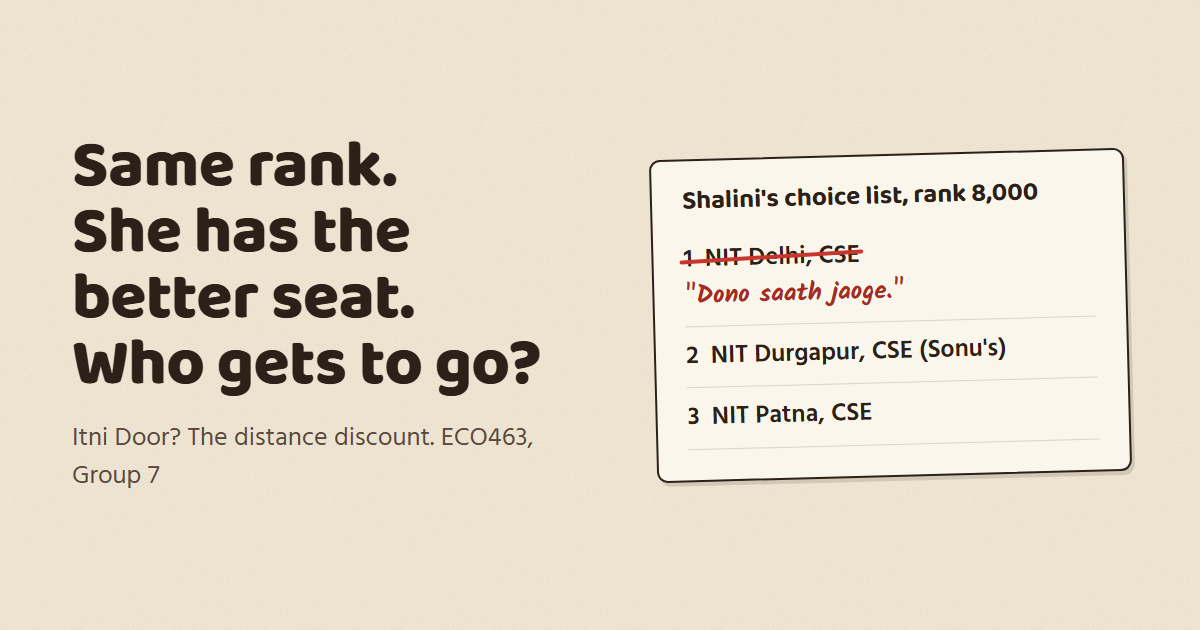 Same rank.
She has the
better seat.
Who gets to go?
Itni Door? The distance discount. ECO463,
Group 7
Shalini's choice list, rank 8,000
1 NIT Delhi, CSE
"Dono saath jaoge."
2 NIT Durgapur, CSE (Sonu's)
3 NIT Patna, CSE